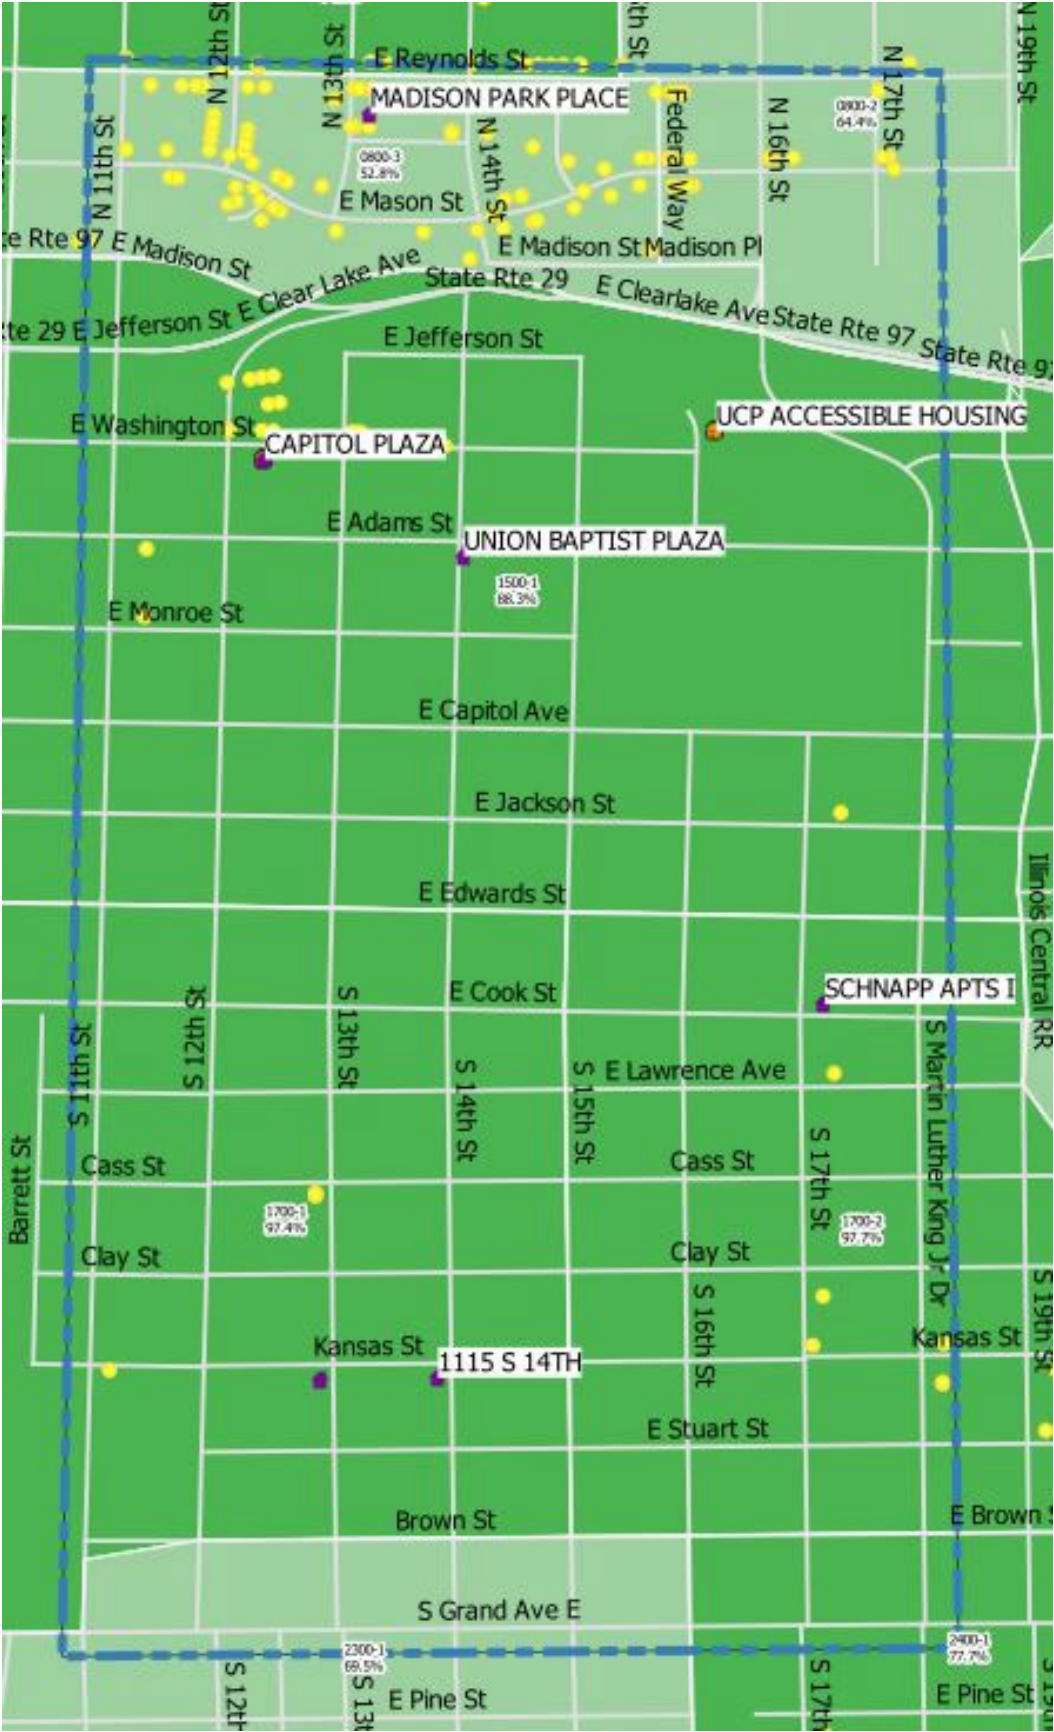 N 12th St
N 13th St
th St
N 19th St
E Reynolds St
N 17th St
MADISON PARK PLACE
Federal Way
N 16th St
0800-2
64.4%
N 11th St
N 14th St
0800-3
52.8%
E Mason St
te Rte 97
E Madison St
E Madison St
Madison Pl
E Clear Lake Ave
State Rte 29
E Clearlake Ave
State Rte 97
State Rte 97
te 29
E Jefferson St
E Jefferson St
UCP ACCESSIBLE HOUSING
E Washington St
CAPITOL PLAZA
E Adams St
UNION BAPTIST PLAZA
1500-1
88.3%
E Monroe St
E Capitol Ave
E Jackson St
E Edwards St
Illinois Central RR
S 12th St
S 13th St
E Cook St
SCHNAPP APTS I
S 11th St
S 14th St
S 15th St
E Lawrence Ave
S Martin Luther King Jr Dr
Barrett St
Cass St
Cass St
S 17th St
1700-1
97.4%
1700-2
97.7%
Clay St
Clay St
S 16th St
S 19th St
Kansas St
Kansas St
1115 S 14TH
E Stuart St
Brown St
E Brown S
S Grand Ave E
2300-1
69.5%
2400-1
77.7%
S 12th
S 13t
E Pine St
S 17th
E Pine St